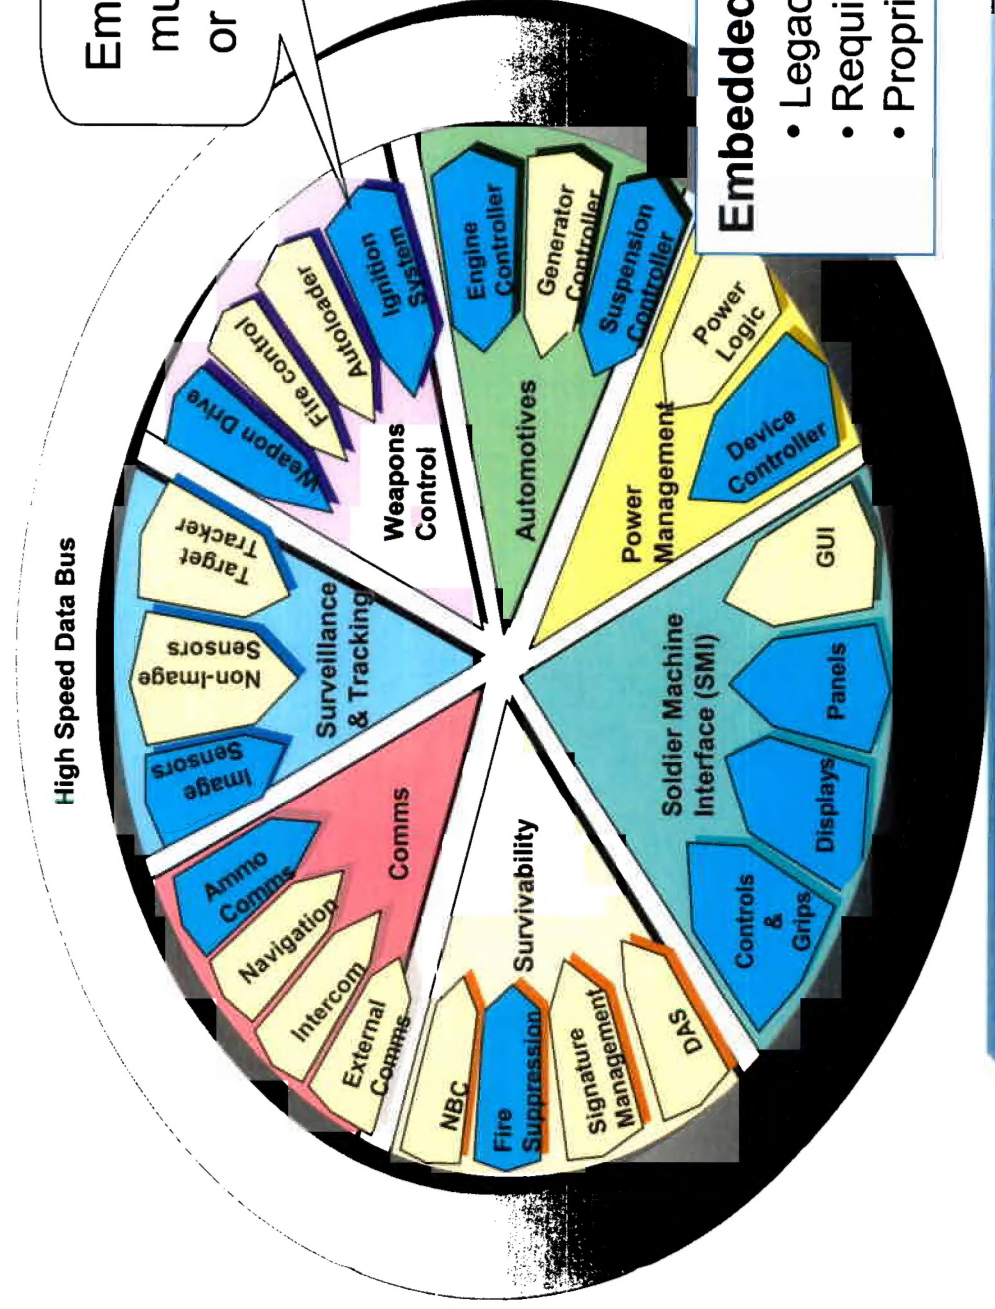 High Speed Data Bus
Em
mu
or
Surveillance
& Tracking
Image
Sensors
Non-Image
Sensors
Target
Tracker
Weapons
Control
Weapon Drive
Fire control
Autoloader
Ignition
System
Automotives
Engine
Controller
Generator
Controller
Suspension
Controller
Power
Management
Power
Logic
Device
Controller
Soldier Machine
Interface (SMI)
GUI
Panels
Displays
Controls
&
Grips
Survivability
DAS
Signature
Management
Fire
Suppression
NBC
Comms
External
Comms
Intercom
Navigation
Ammo
Comms
Embedded
• Legac
• Requi
• Propri